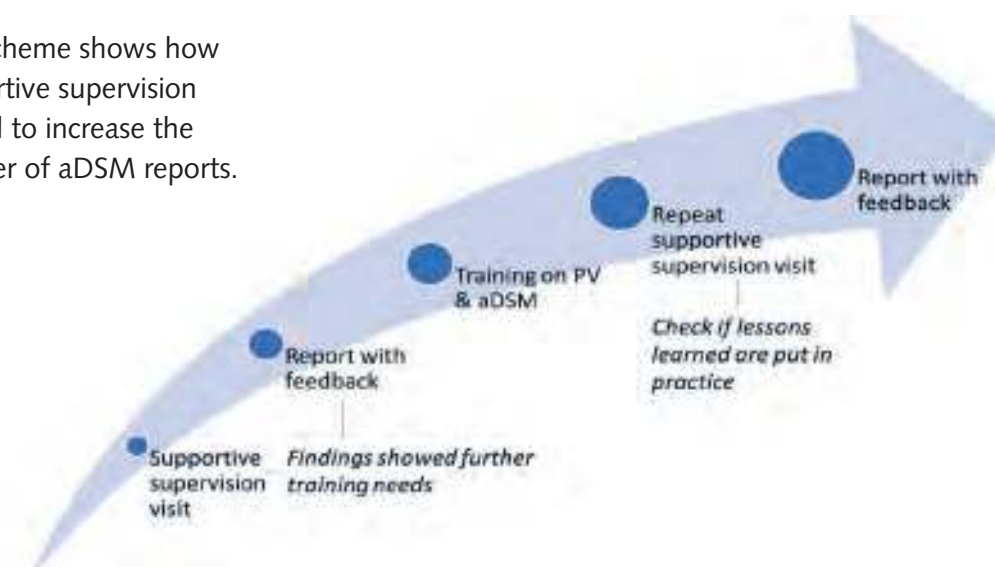 cheme shows how
rtive supervision
l to increase the
er of aDSM reports.
Report with
feedback
Repeat
supportive
supervision visit
Check if lessons
learned are put in
practice
Training on PV
& aDSM
Report with
feedback
Findings showed further
training needs
Supportive
supervision
visit